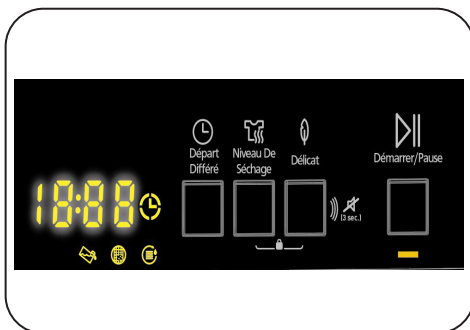 Départ
Différé
Niveau De
Séchage
Délicat
Démarrer/Pause
18:88
(3 sec.)